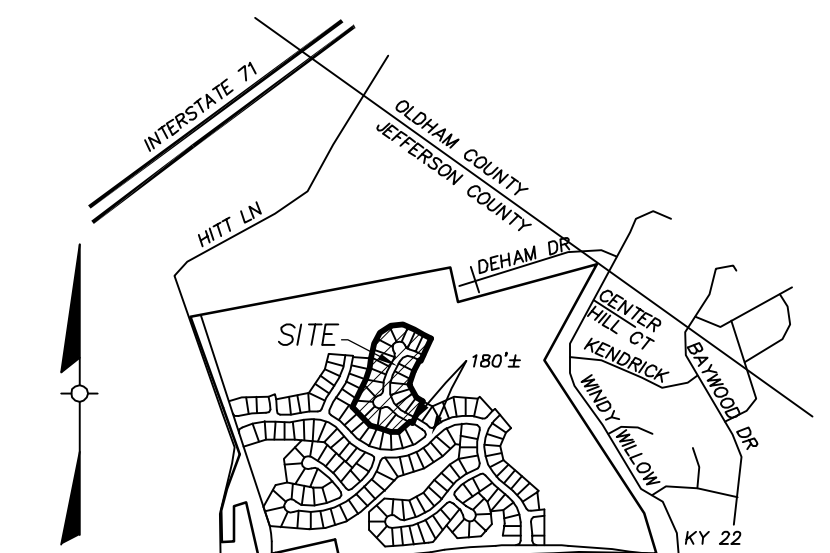 INTERSTATE 71
OLDHAM COUNTY
JEFFERSON COUNTY
HITT LN
DEHAM DR
CENTER
HILL CT
SITE
180'±
KENDRICK
BAYWOOD DR
WINDY WILLOW
KY 22